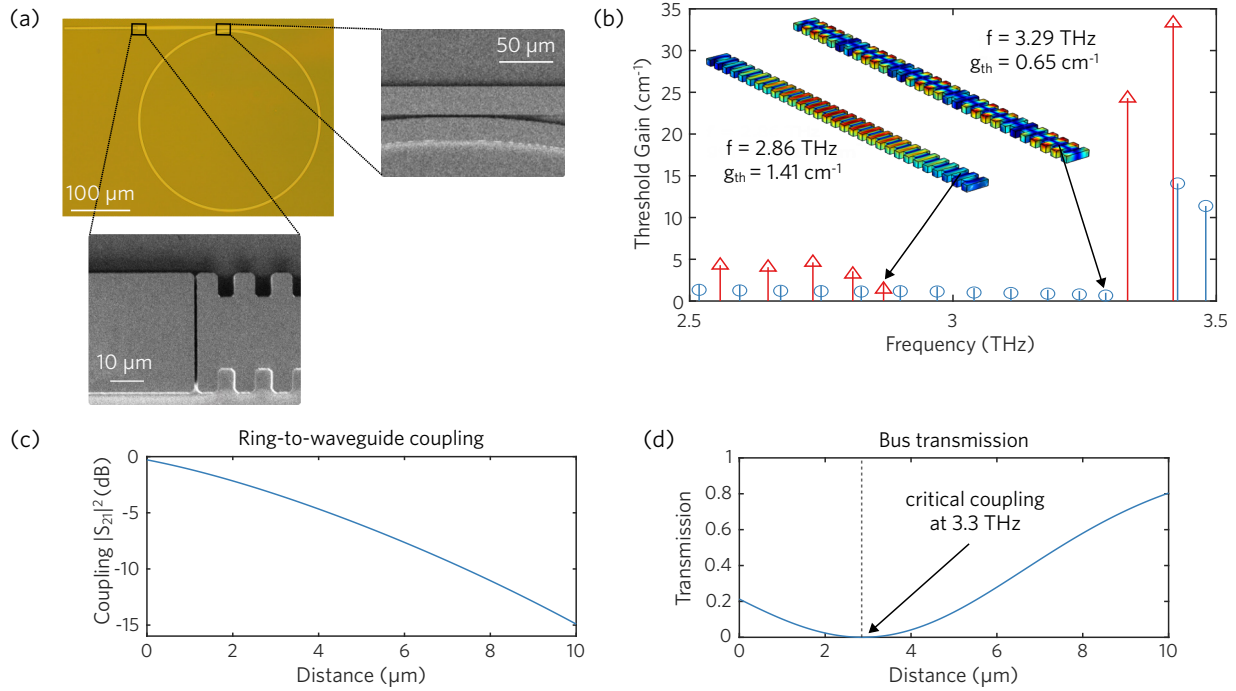 (a)
50 μm
100 μm
10 μm
(b)
35
30
25
20
15
10
5
0
Threshold Gain (cm⁻¹)
f = 3.29 THz
gth = 0.65 cm⁻¹
f = 2.86 THz
gth = 1.41 cm⁻¹
2.5
3
3.5
Frequency (THz)
(c)
Ring-to-waveguide coupling
0
-5
-10
-15
Coupling |S21|² (dB)
0
2
4
6
8
10
Distance (μm)
(d)
Bus transmission
1
0.8
0.6
0.4
0.2
0
Transmission
critical coupling
at 3.3 THz
0
2
4
6
8
10
Distance (μm)